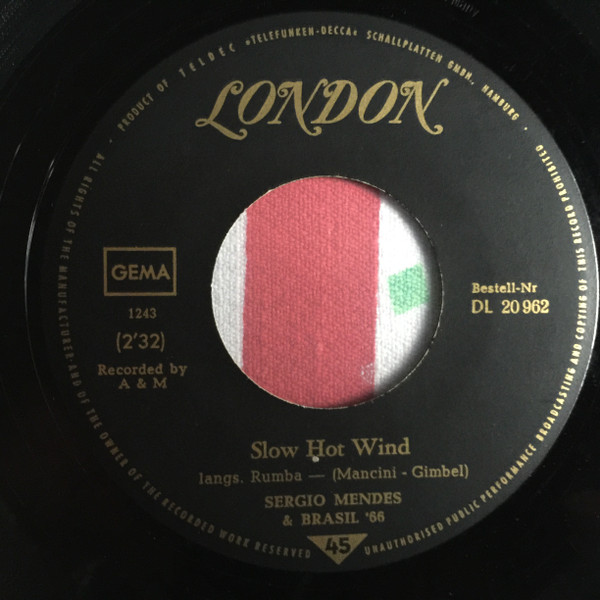 PRODUCT OF TELDEC »TELEFUNKEN-DECCA« SCHALLPLATTEN GMBH., HAMBURG ·
LONDON
GEMA
1243
(2'32)
Recorded by
A & M
Bestell-Nr
DL 20 962
Slow Hot Wind
langs. Rumba — (Mancini - Gimbel)
SERGIO MENDES
& BRASIL '66
45
ALL RIGHTS OF THE MANUFACTURER AND OF THE OWNER OF THE RECORDED WORK RESERVED
UNAUTHORISED PUBLIC PERFORMANCE BROADCASTING AND COPYING OF THIS RECORD PROHIBITED